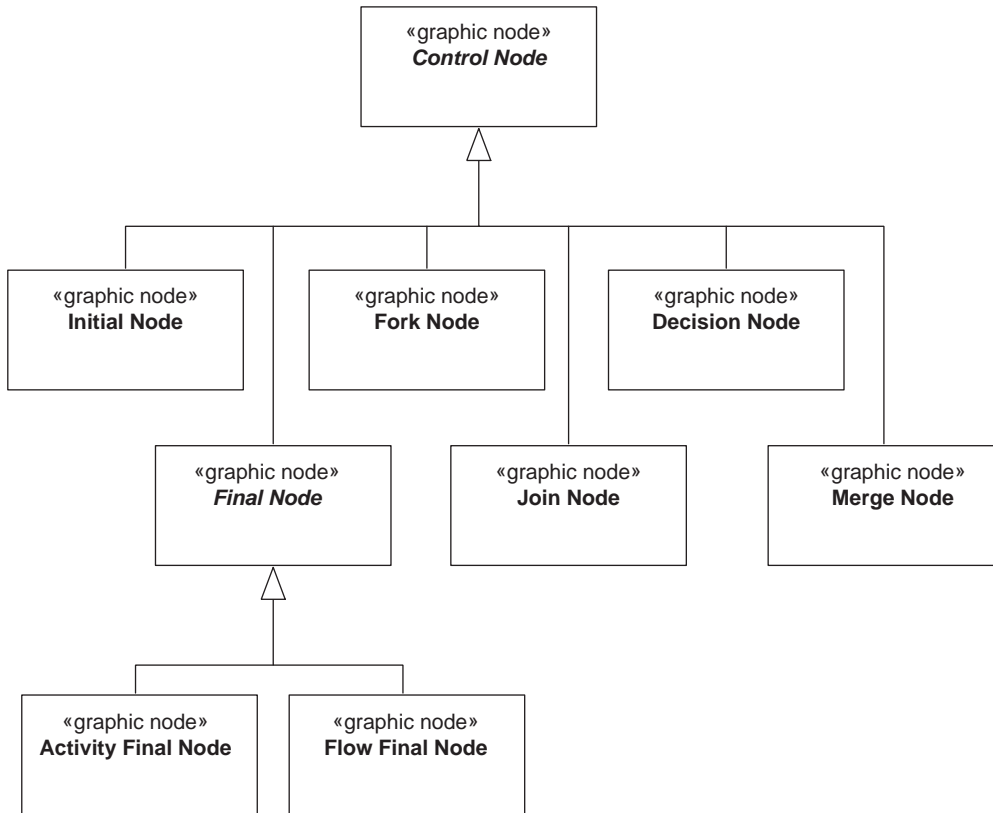 «graphic node»
Control Node
«graphic node»
Initial Node
«graphic node»
Fork Node
«graphic node»
Decision Node
«graphic node»
Final Node
«graphic node»
Join Node
«graphic node»
Merge Node
«graphic node»
Activity Final Node
«graphic node»
Flow Final Node